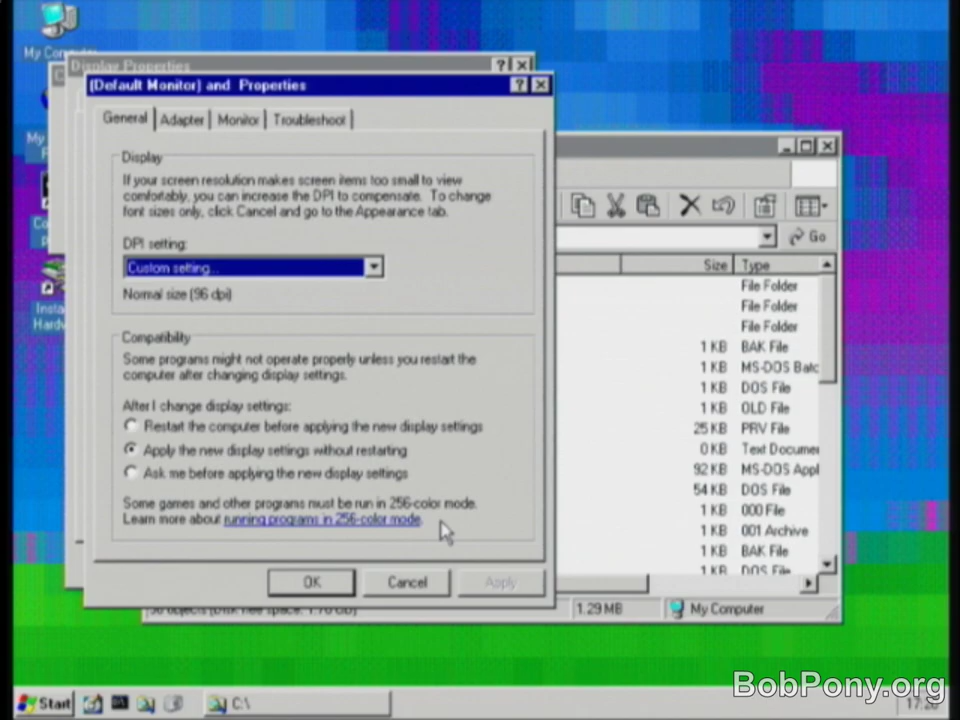 My Computer
Display Properties
(Default Monitor) and Properties
General
Adapter
Monitor
Troubleshoot
Display
If your screen resolution makes screen items too small to view
comfortably, you can increase the DPI to compensate. To change
font sizes only, click Cancel and go to the Appearance tab.
DPI setting:
Custom setting...
Normal size (96 dpi)
Compatibility
Some programs might not operate properly unless you restart the
computer after changing display settings.
After I change display settings:
Restart the computer before applying the new display settings
Apply the new display settings without restarting
Ask me before applying the new display settings
Some games and other programs must be run in 256-color mode.
Learn more about running programs in 256-color mode.
OK
Cancel
Apply
Go
Size
Type
File Folder
File Folder
File Folder
1 KB BAK File
1 KB MS-DOS Batc
1 KB DOS File
1 KB OLD File
25 KB PRV File
0 KB Text Documen
92 KB MS-DOS Appl
54 KB DOS File
1 KB 000 File
1 KB 001 Archive
1 KB BAK File
1 KB DOS File
1.29 MB
My Computer
My
Insta
Hardw
Start
C:\
BobPony.org